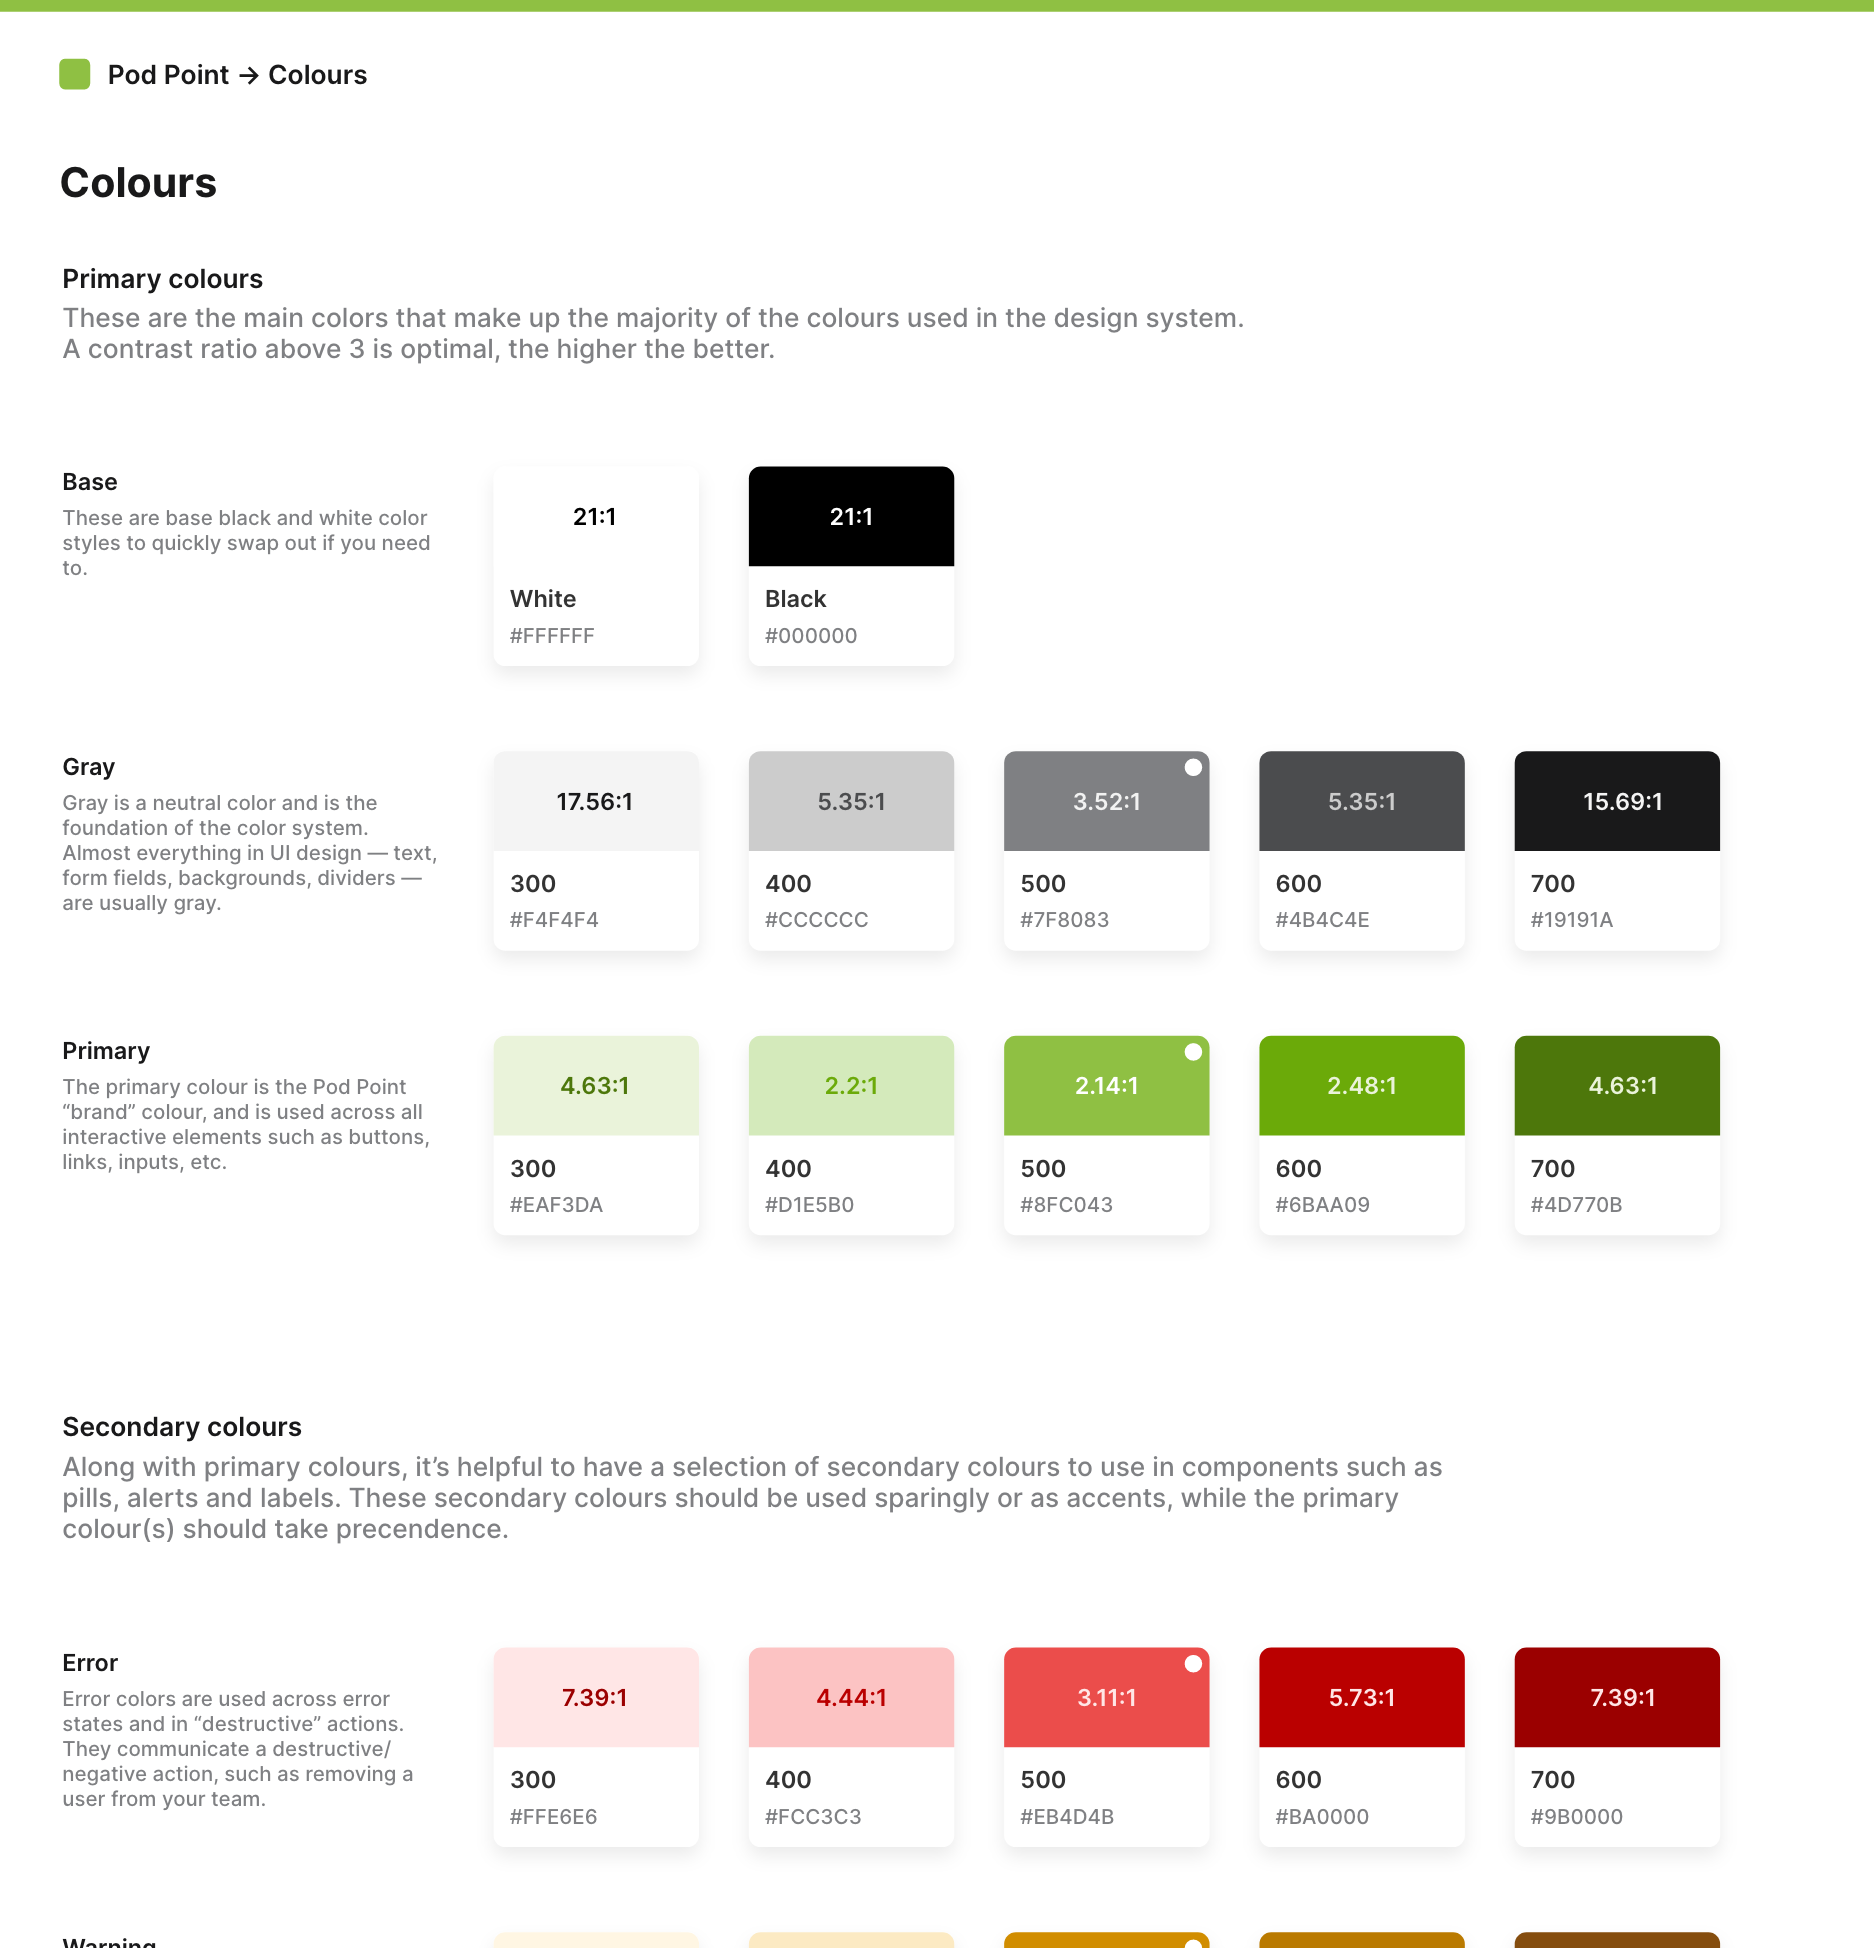 Pod Point → Colours
Colours
Primary colours
These are the main colors that make up the majority of the colours used in the design system.
A contrast ratio above 3 is optimal, the higher the better.
Base
These are base black and white color
styles to quickly swap out if you need
to.
21:1
White
#FFFFFF
21:1
Black
#000000
Gray
Gray is a neutral color and is the
foundation of the color system.
Almost everything in UI design — text,
form fields, backgrounds, dividers —
are usually gray.
17.56:1
300
#F4F4F4
5.35:1
400
#CCCCCC
3.52:1
500
#7F8083
5.35:1
600
#4B4C4E
15.69:1
700
#19191A
Primary
The primary colour is the Pod Point
“brand” colour, and is used across all
interactive elements such as buttons,
links, inputs, etc.
4.63:1
300
#EAF3DA
2.2:1
400
#D1E5B0
2.14:1
500
#8FC043
2.48:1
600
#6BAA09
4.63:1
700
#4D770B
Secondary colours
Along with primary colours, it’s helpful to have a selection of secondary colours to use in components such as
pills, alerts and labels. These secondary colours should be used sparingly or as accents, while the primary
colour(s) should take precendence.
Error
Error colors are used across error
states and in “destructive” actions.
They communicate a destructive/
negative action, such as removing a
user from your team.
7.39:1
300
#FFE6E6
4.44:1
400
#FCC3C3
3.11:1
500
#EB4D4B
5.73:1
600
#BA0000
7.39:1
700
#9B0000
Warning